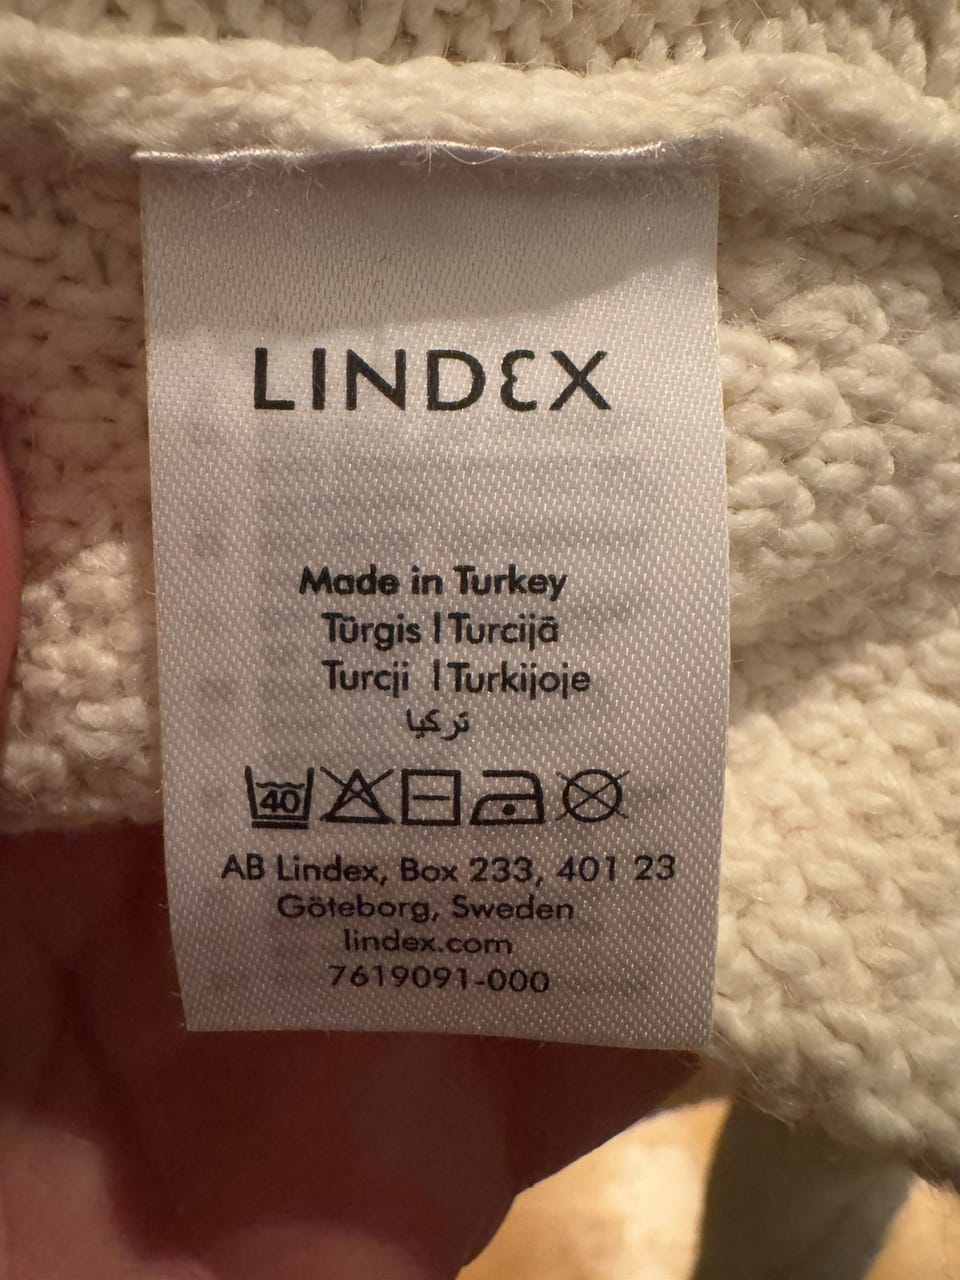 LINDEX
Made in Turkey
Türgis | Turcijā
Turcji | Turkijoje
تركيا
40
AB Lindex, Box 233, 401 23
Göteborg, Sweden
lindex.com
7619091-000